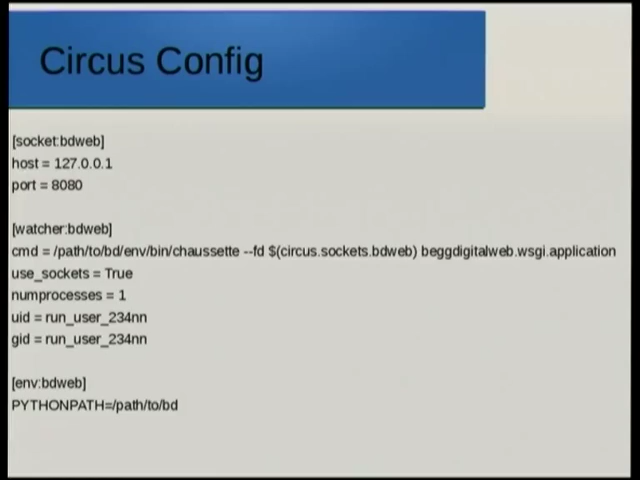 Circus Config
[socket:bdweb]
host = 127.0.0.1
port = 8080
[watcher:bdweb]
cmd = /path/to/bd/env/bin/chaussette --fd $(circus.sockets.bdweb) beggdigitalweb.wsgi.application
use_sockets = True
numprocesses = 1
uid = run_user_234nn
gid = run_user_234nn
[env:bdweb]
PYTHONPATH=/path/to/bd